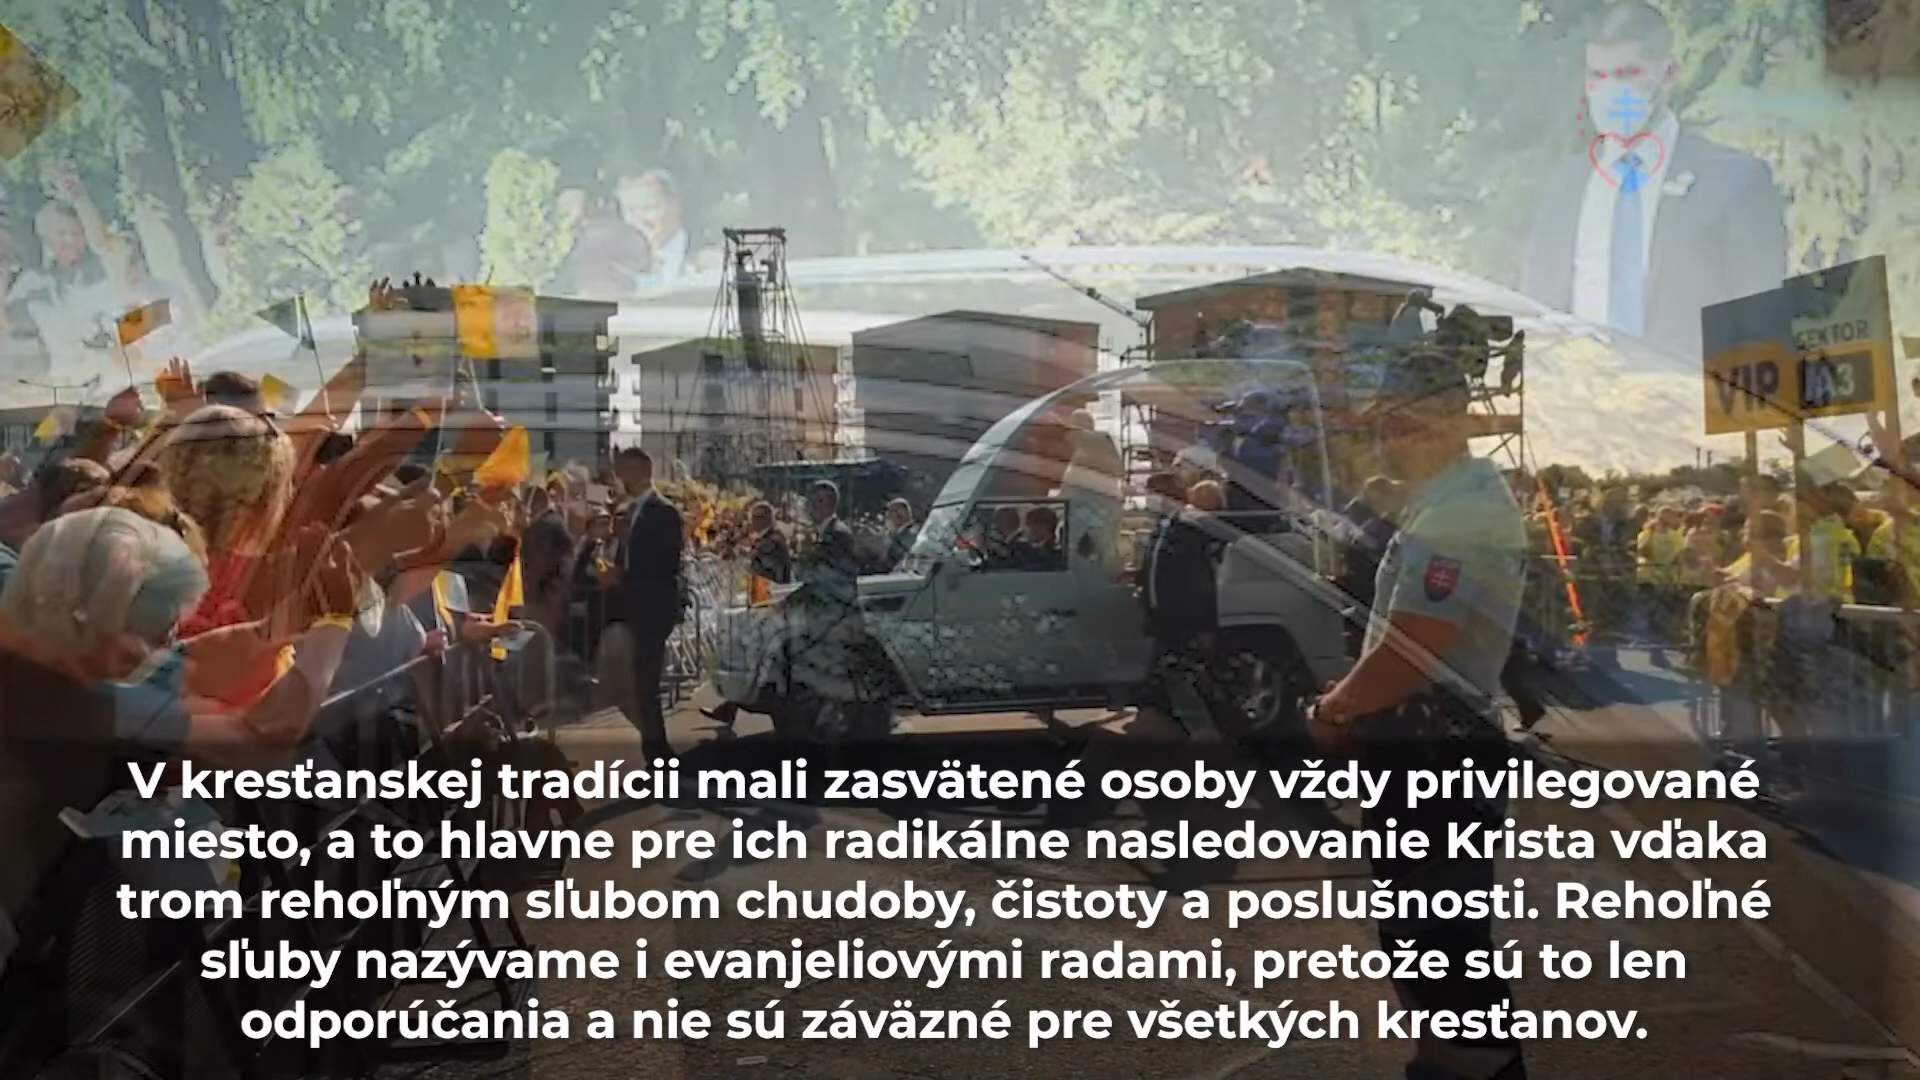 SEKTOR
VIP A3
V kresťanskej tradícii mali zasvätené osoby vždy privilegované
miesto, a to hlavne pre ich radikálne nasledovanie Krista vďaka
trom rehoľným sľubom chudoby, čistoty a poslušnosti. Rehoľné
sľuby nazývame i evanjeliovými radami, pretože sú to len
odporúčania a nie sú záväzné pre všetkých kresťanov.